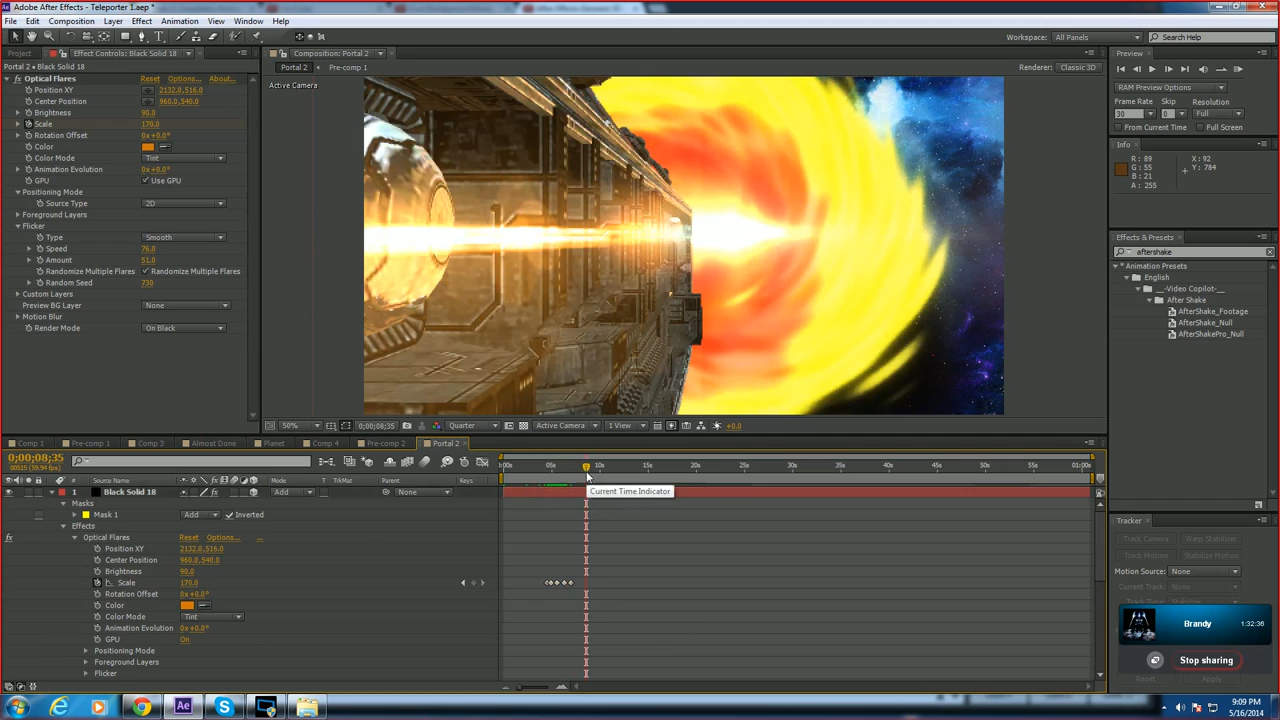 Adobe After Effects - Teleporter 1.aep *
File Edit Composition Layer Effect Animation View Window Help
Workspace: All Panels Search Help
Project Effect Controls: Black Solid 18
Portal 2 • Black Solid 18
fx Optical Flares Reset Options... About...
Position XY 2132.0,516.0
Center Position 960.0,540.0
Brightness 90.0
Scale 170.0
Rotation Offset 0x+0.0°
Color
Color Mode Tint
Animation Evolution 0x+0.0°
GPU Use GPU
Positioning Mode
Source Type 2D
Foreground Layers
Flicker
Type Smooth
Speed 76.0
Amount 51.0
Randomize Multiple Flares Randomize Multiple Flares
Random Seed 730
Custom Layers
Preview BG Layer None
Motion Blur
Render Mode On Black
Composition: Portal 2
Portal 2 Pre-comp 1 Renderer: Classic 3D
Active Camera
50% 0;00;08;35 Quarter Active Camera 1 View +0.0
Preview
RAM Preview Options
Frame Rate Skip Resolution
30 0 Full
From Current Time Full Screen
Info
R : 89 X : 92
G : 55 Y : 784
B : 21
A : 255
Effects & Presets
aftershake
* Animation Presets
English
__-Video Copilot-__
After Shake
AfterShake_Footage
AfterShake_Null
AfterShakePro_Null
Comp 1 Pre-comp 1 Comp 3 Almost Done Planet Comp 4 Pre-comp 2 Portal 2
0;00;08;35
00515 (59.94 fps)
:00s 05s 10s 15s 20s 25s 30s 35s 40s 45s 50s 55s 01:00s
# Source Name Mode T TrkMat Parent Keys
1 Black Solid 18 Add None
Current Time Indicator
Masks
Mask 1 Add Inverted
Effects
fx Optical Flares Reset Options... ...
Position XY 2132.0,516.0
Center Position 960.0,540.0
Brightness 90.0
Scale 170.0
Rotation Offset 0x+0.0°
Color
Color Mode Tint
Animation Evolution 0x+0.0°
GPU On
Positioning Mode
Foreground Layers
Flicker
Tracker
Track Camera Warp Stabilizer
Track Motion Stabilize Motion
Motion Source: None
Current Track: None
Track Type: Stabilize
Brandy 1:32:36
Stop sharing
Reset Apply
9:09 PM
5/16/2014